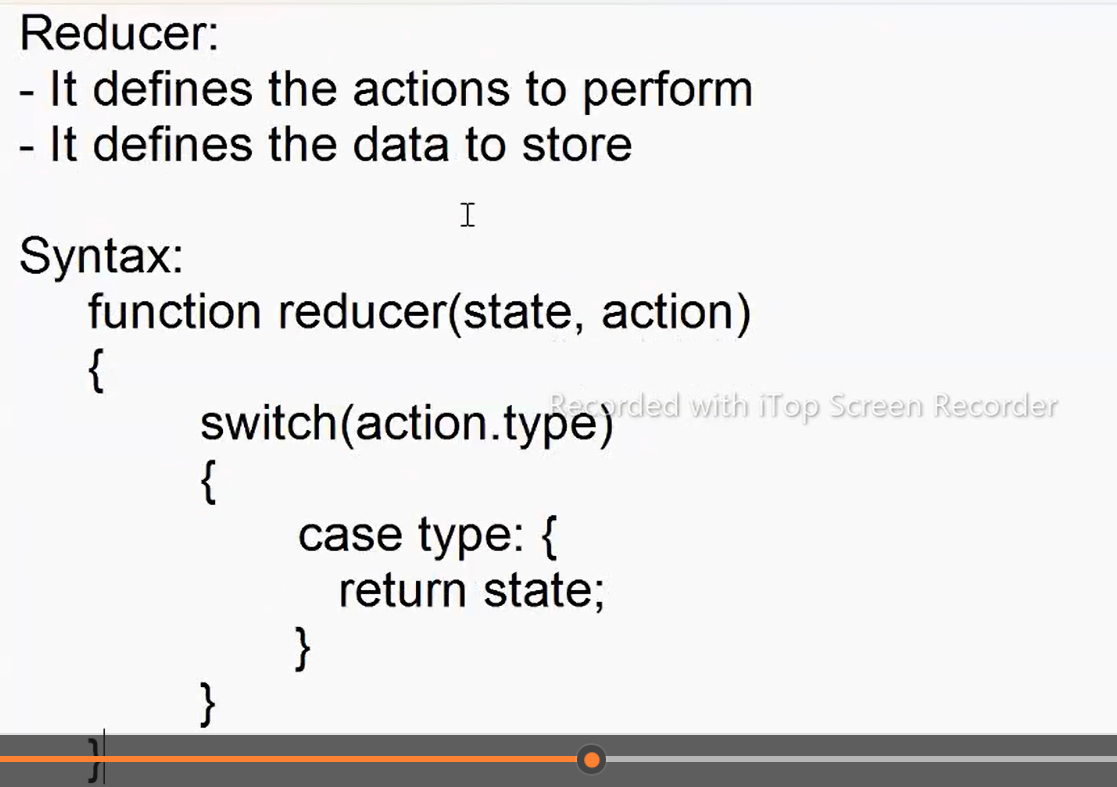 Reducer:
- It defines the actions to perform
- It defines the data to store
Syntax:
function reducer(state, action)
{
switch(action.type)
Recorded with iTop Screen Recorder
{
case type: {
return state;
}
}
}